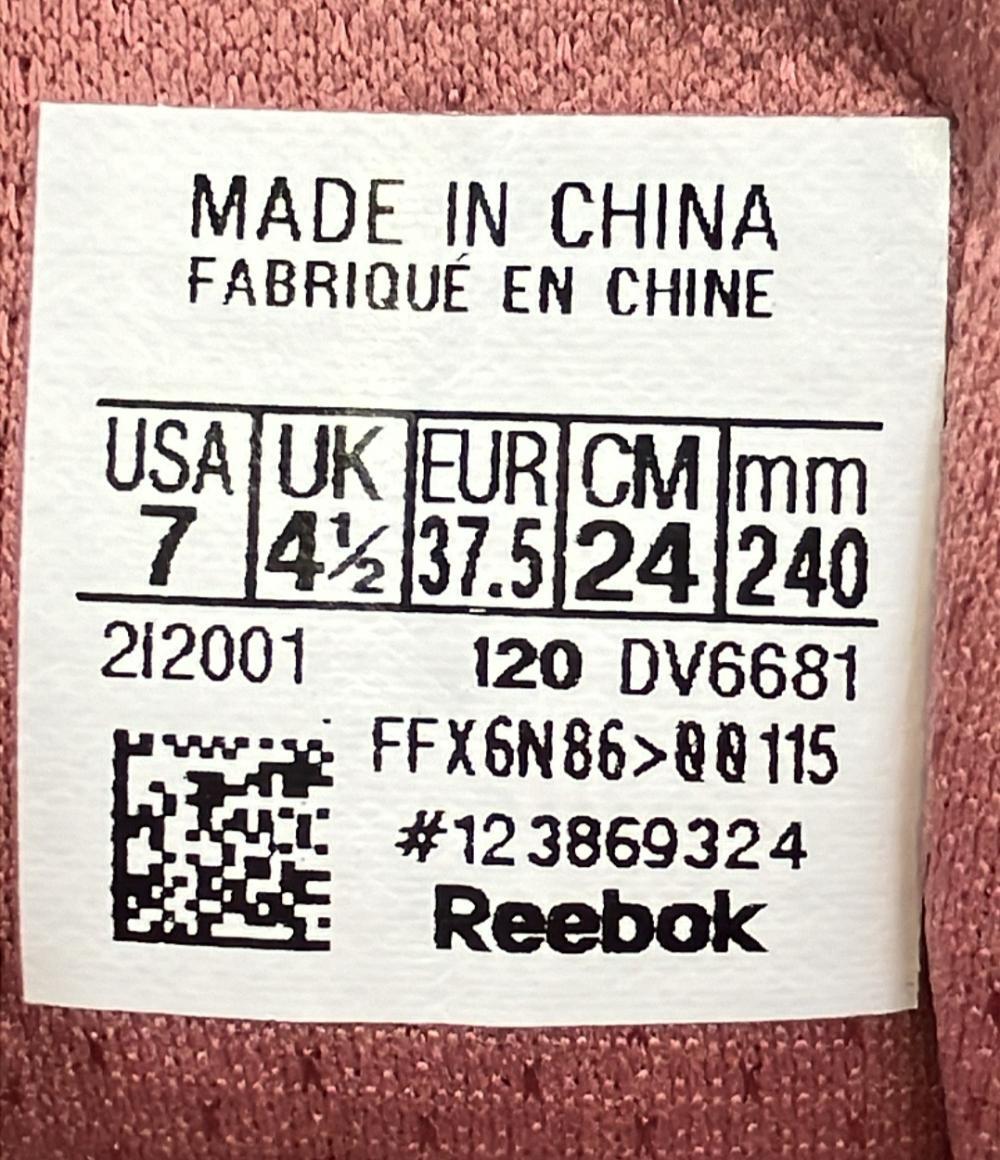 MADE IN CHINA
FABRIQUÉ EN CHINE
USA UK EUR CM mm
7 4½ 37.5 24 240
2I2001 120 DV6681
FFX6N86>00115
#123869324
Reebok